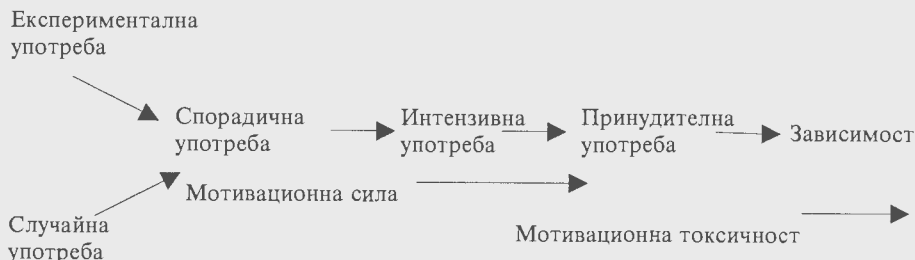 Експериментална
употреба
Спорадична
употреба
Интензивна
употреба
Принудителна
употреба
Зависимост
Мотивационна сила
Случайна
употреба
Мотивационна токсичност